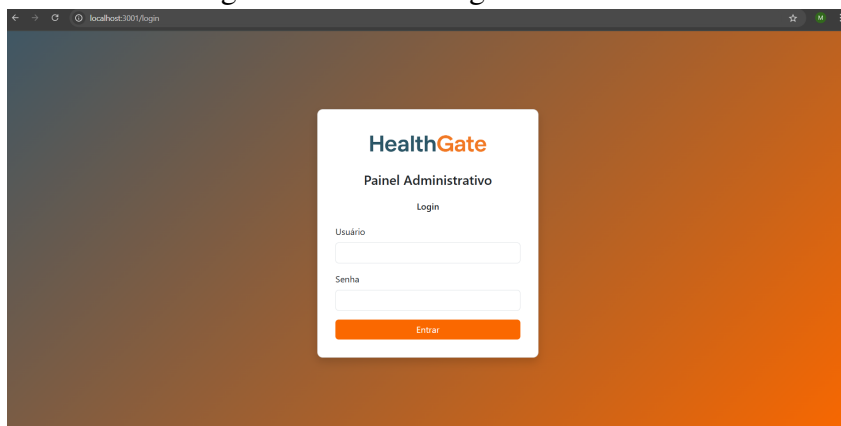 localhost:3001/login
M
HealthGate
Painel Administrativo
Login
Usuário
Senha
Entrar